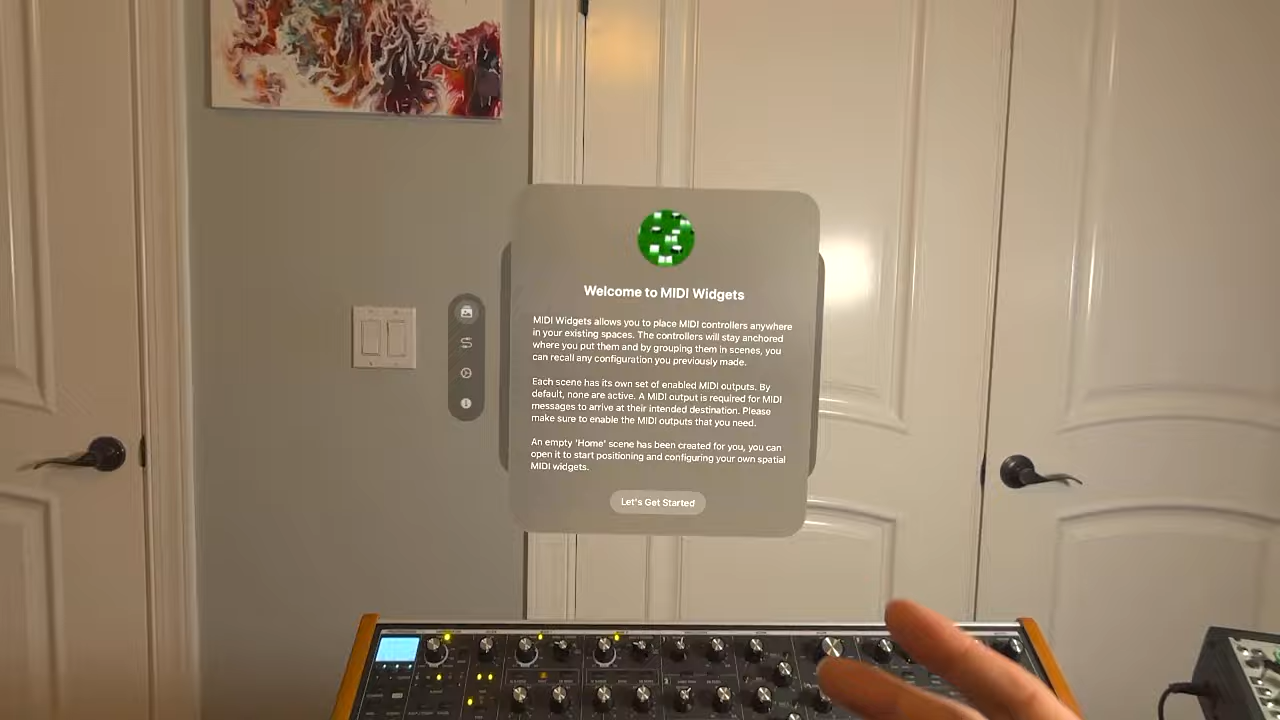 Welcome to MIDI Widgets
MIDI Widgets allows you to place MIDI controllers anywhere
in your existing spaces. The controllers will stay anchored
where you put them and by grouping them in scenes, you
can recall any configuration you previously made.
Each scene has its own set of enabled MIDI outputs. By
default, none are active. A MIDI output is required for MIDI
messages to arrive at their intended destination. Please
make sure to enable the MIDI outputs that you need.
An empty 'Home' scene has been created for you, you can
open it to start positioning and configuring your own spatial
MIDI widgets.
Let's Get Started